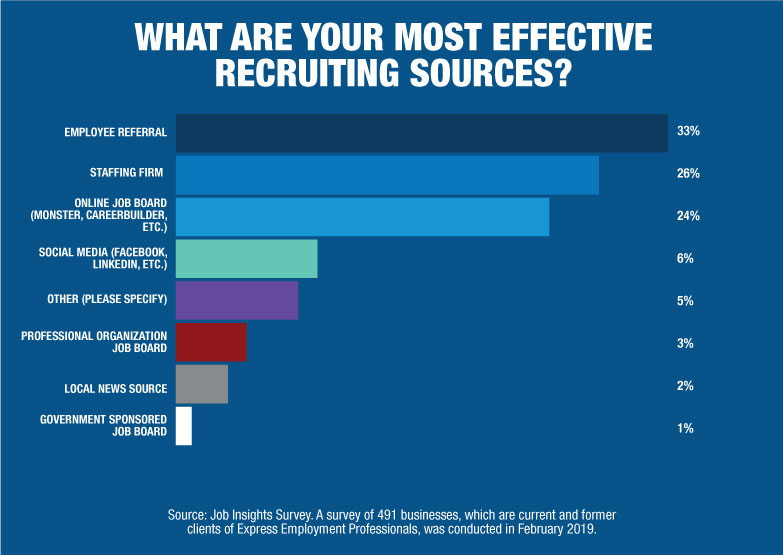 WHAT ARE YOUR MOST EFFECTIVE
RECRUITING SOURCES?
EMPLOYEE REFERRAL
33%
STAFFING FIRM
26%
ONLINE JOB BOARD
(MONSTER, CAREERBUILDER,
ETC.)
24%
SOCIAL MEDIA (FACEBOOK,
LINKEDIN, ETC.)
6%
OTHER (PLEASE SPECIFY)
5%
PROFESSIONAL ORGANIZATION
JOB BOARD
3%
LOCAL NEWS SOURCE
2%
GOVERNMENT SPONSORED
JOB BOARD
1%
Source: Job Insights Survey. A survey of 491 businesses, which are current and former
clients of Express Employment Professionals, was conducted in February 2019.